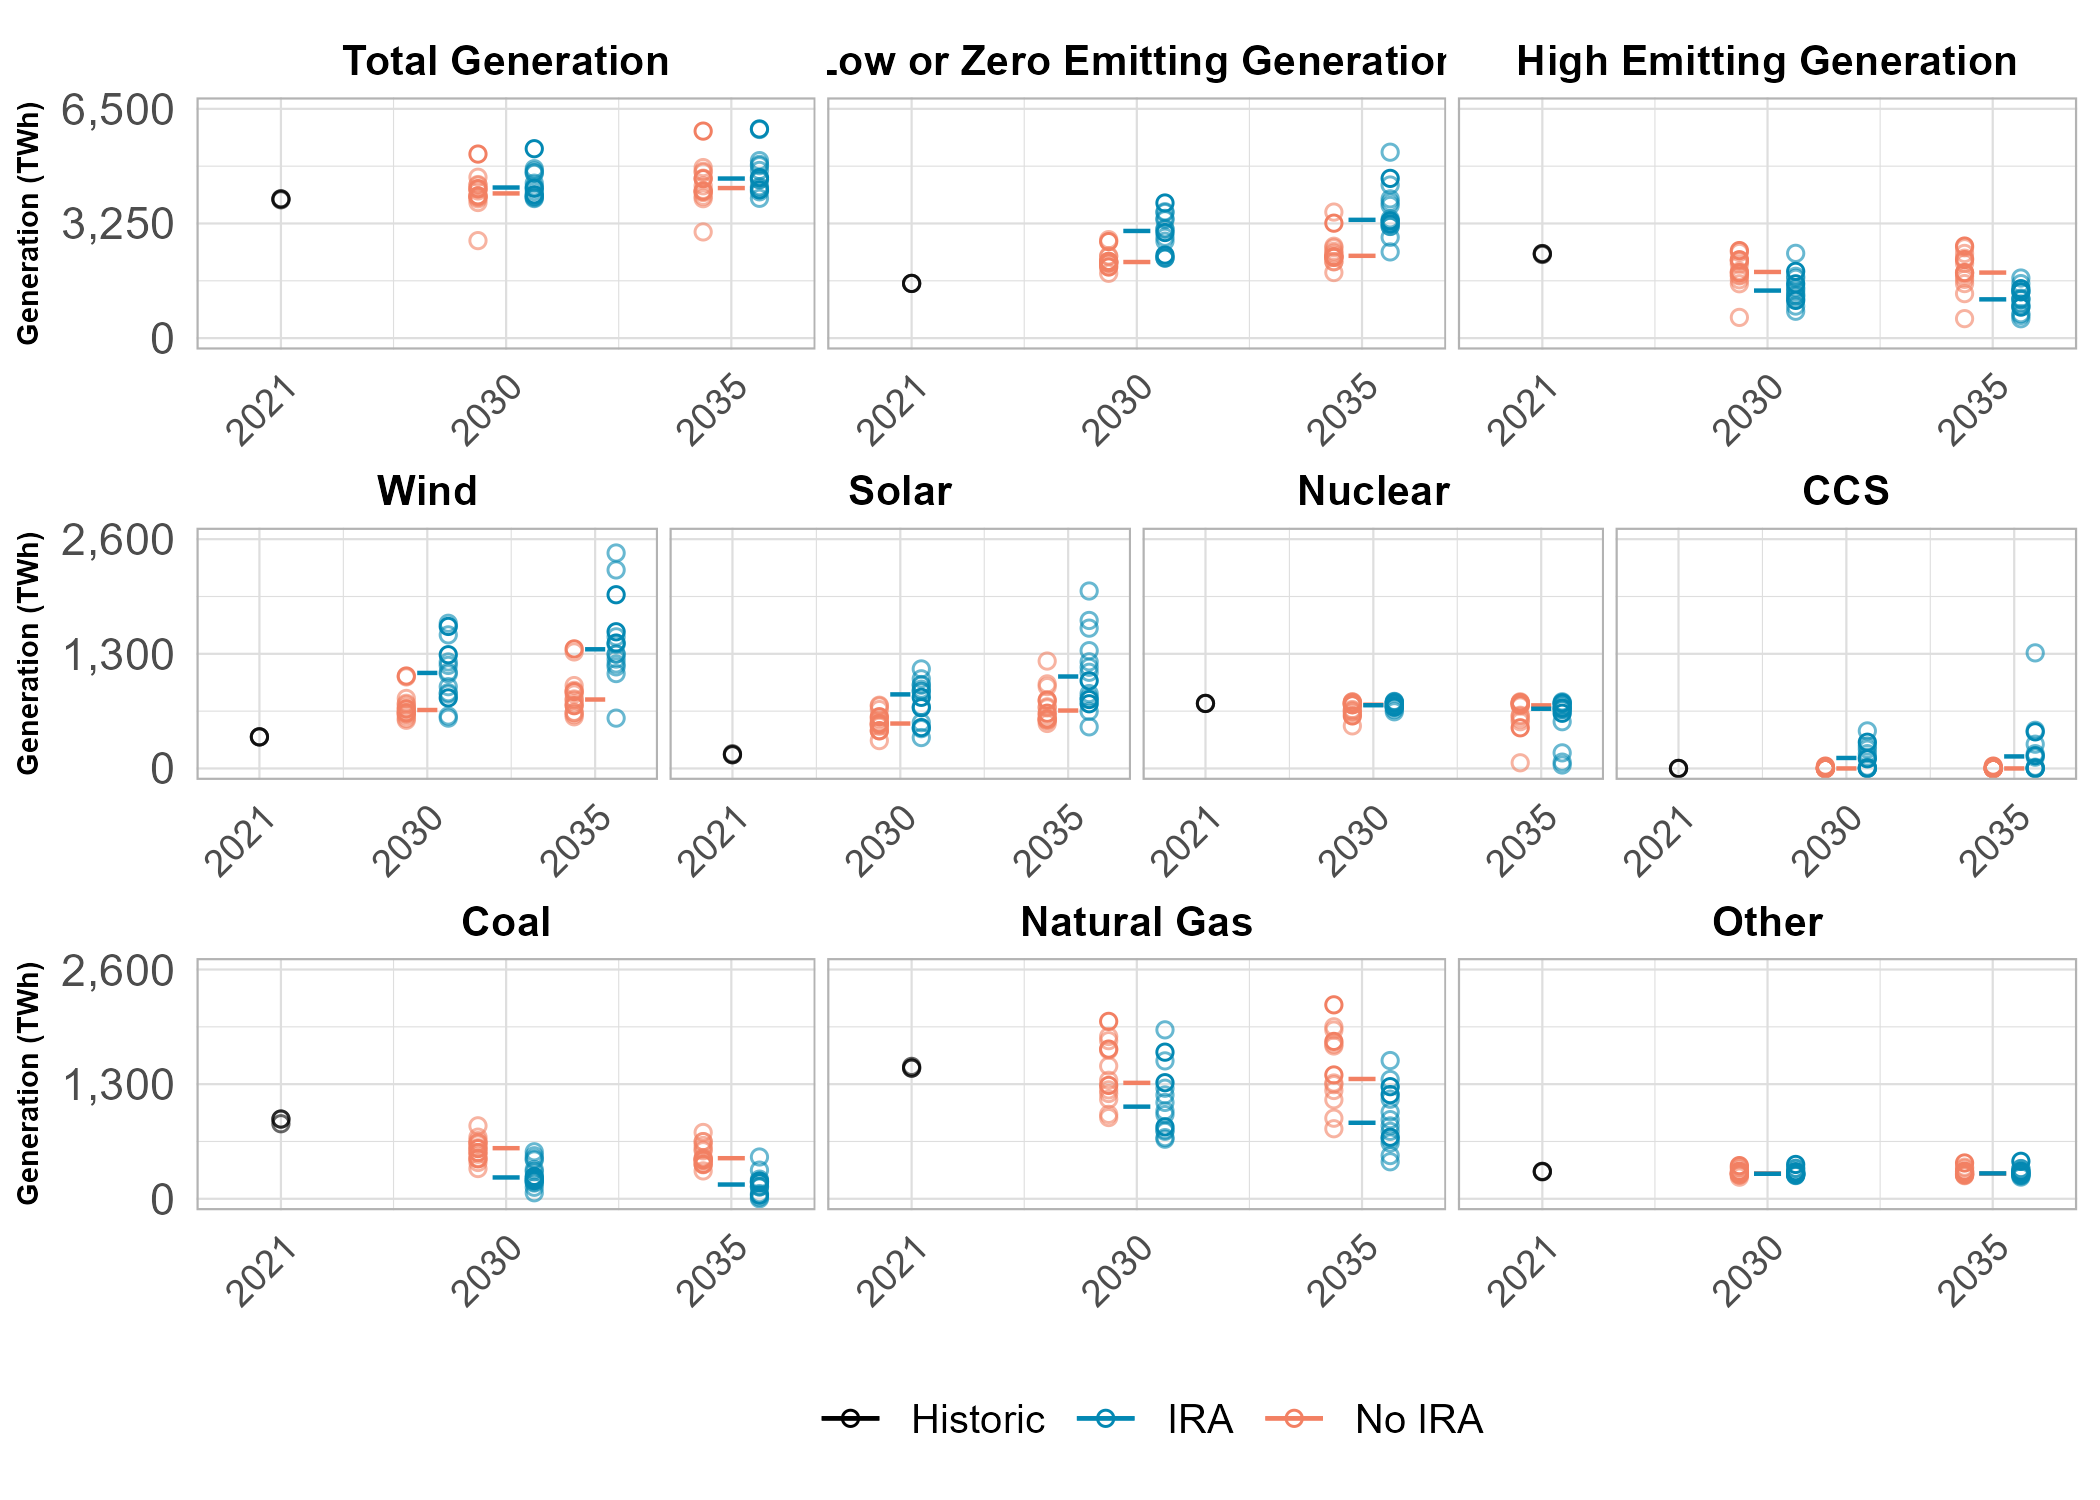 Total Generation
Low or Zero Emitting Generation
High Emitting Generation
Generation (TWh)
6,500
3,250
0
2021
2030
2035
2021
2030
2035
2021
2030
2035
Wind
Solar
Nuclear
CCS
Generation (TWh)
2,600
1,300
0
2021
2030
2035
2021
2030
2035
2021
2030
2035
2021
2030
2035
Coal
Natural Gas
Other
Generation (TWh)
2,600
1,300
0
2021
2030
2035
2021
2030
2035
2021
2030
2035
Historic
IRA
No IRA